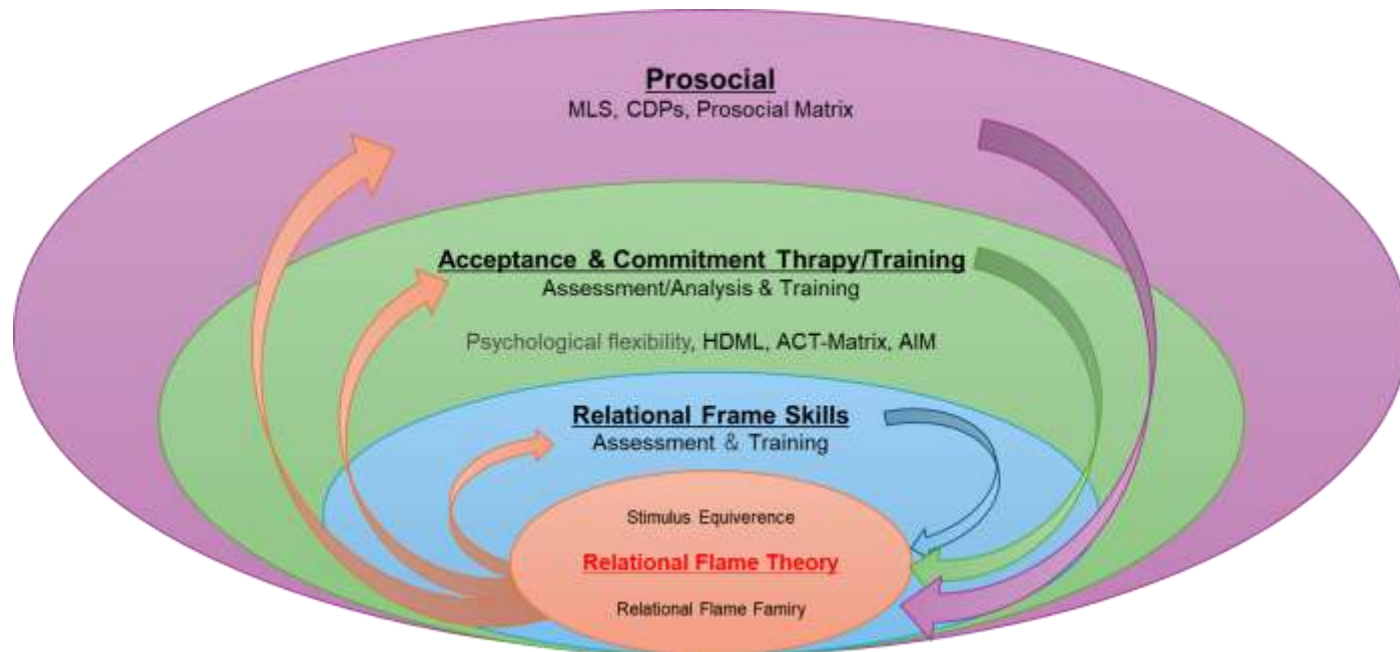 Prosocial
MLS, CDPs, Prosocial Matrix
Acceptance & Commitment Thrapy/Training
Assessment/Analysis & Training
Psychological flexibility, HDML, ACT-Matrix, AIM
Relational Frame Skills
Assessment & Training
Stimulus Equiverence
Relational Flame Theory
Relational Flame Famiry